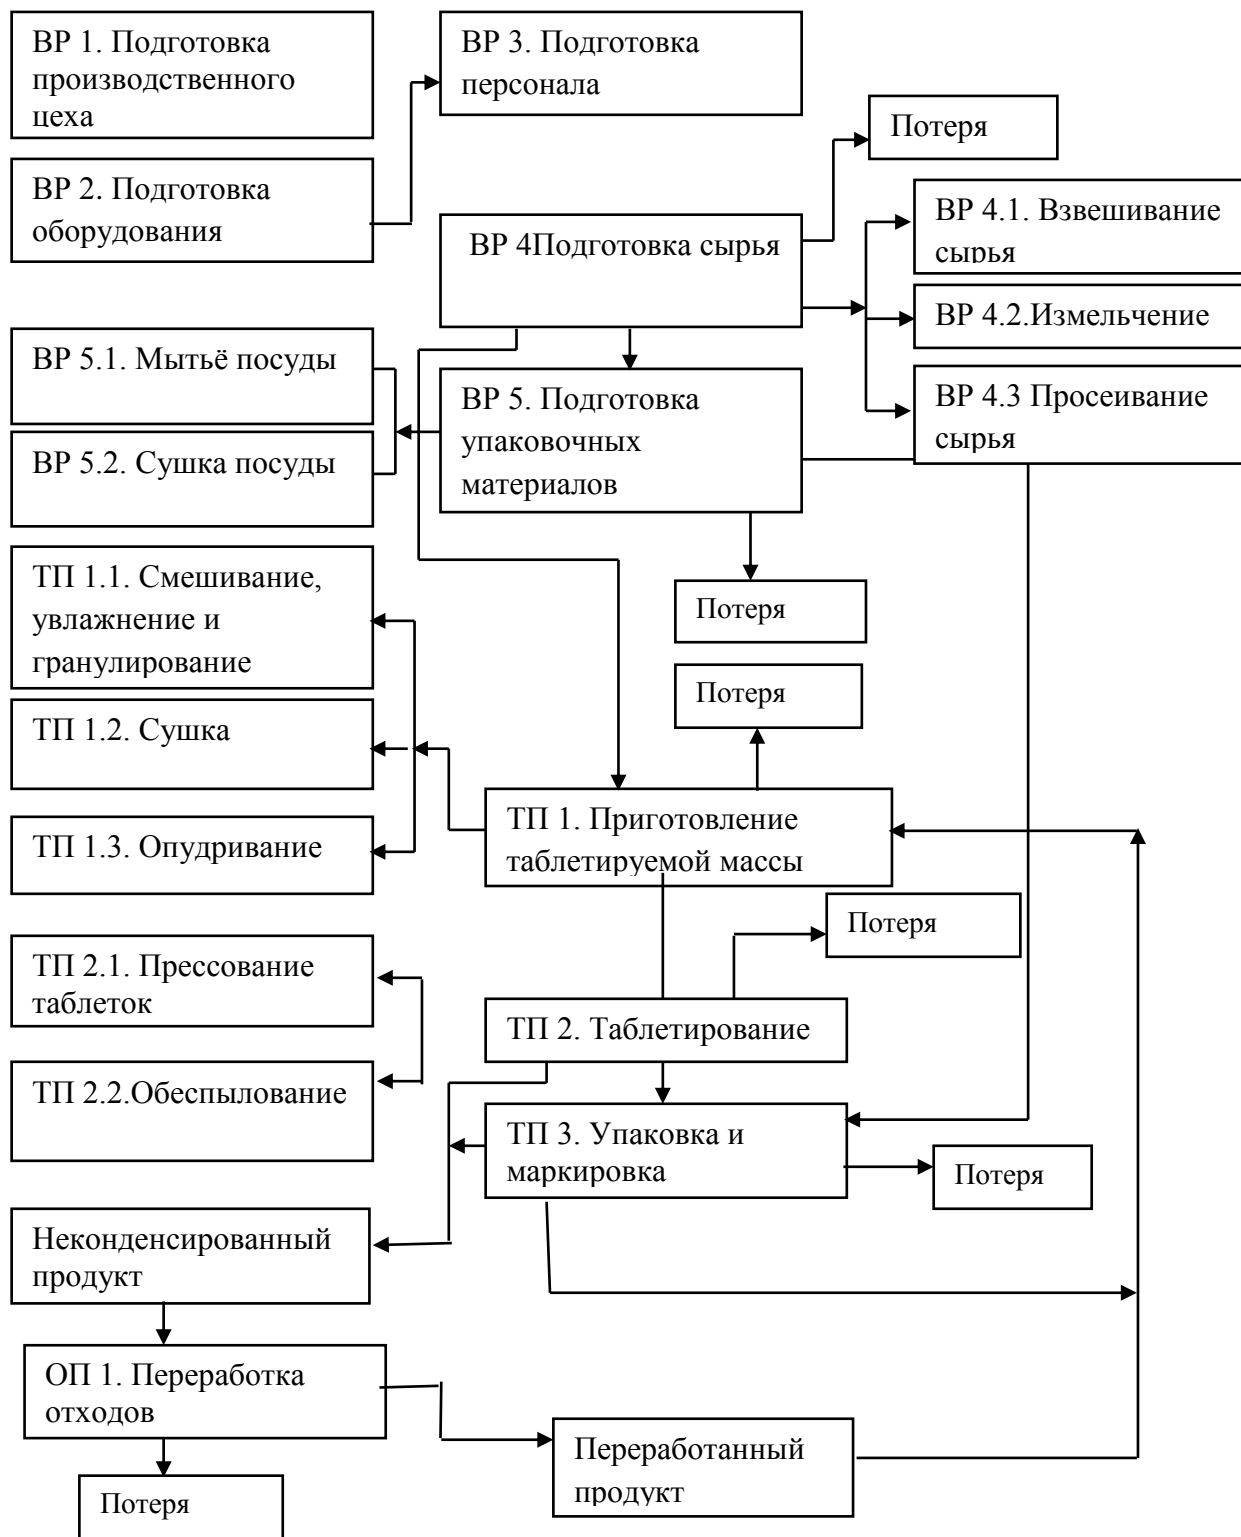 ВР 1. Подготовка
производственного
цеха
ВР 3. Подготовка
персонала
Потеря
ВР 2. Подготовка
оборудования
ВР 4Подготовка сырья
ВР 4.1. Взвешивание
сырья
ВР 4.2.Измельчение
ВР 5.1. Мытьё посуды
ВР 5. Подготовка
упаковочных
материалов
ВР 4.3 Просеивание
сырья
ВР 5.2. Сушка посуды
ТП 1.1. Смешивание,
увлажнение и
гранулирование
Потеря
Потеря
ТП 1.2. Сушка
ТП 1. Приготовление
таблетируемой массы
ТП 1.3. Опудривание
Потеря
ТП 2.1. Прессование
таблеток
ТП 2. Таблетирование
ТП 2.2.Обеспылование
ТП 3. Упаковка и
маркировка
Потеря
Неконденсированный
продукт
ОП 1. Переработка
отходов
Переработанный
продукт
Потеря